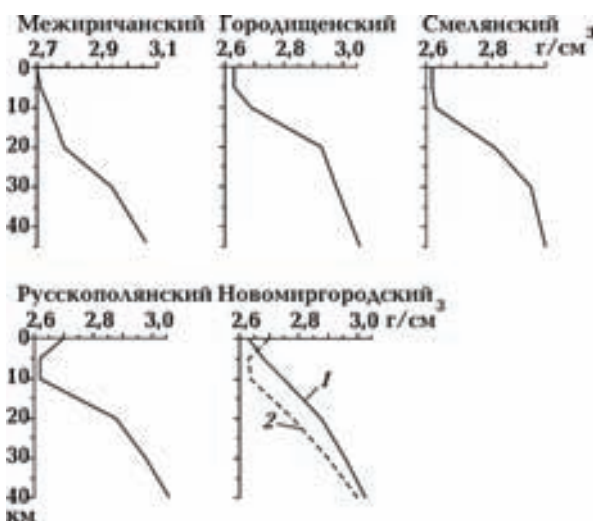 Межиричанский Городищенский Смелянский
2,7 2,9 3,1 2,6 2,8 3,0 2,6 2,8 г/см³
0
10
20
30
40
Русскополянский Новомиргородский
2,6 2,8 3,0 2,6 2,8 3,0 г/см³
0
10
20
30
40
км
1
2